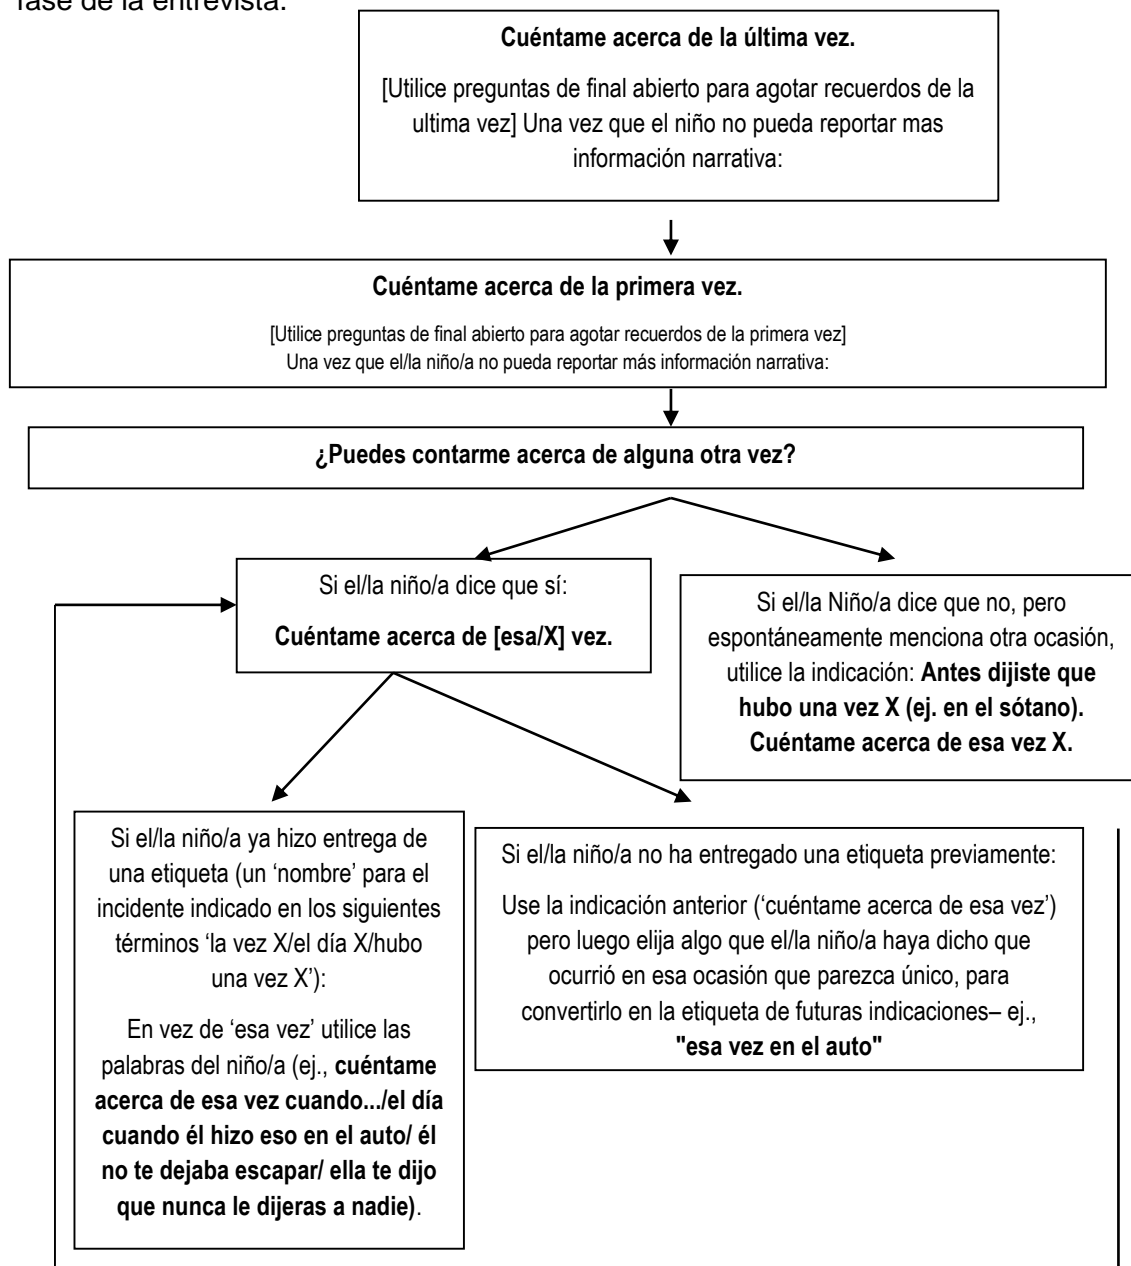 fase de la entrevista.
Cuéntame acerca de la última vez.
[Utilice preguntas de final abierto para agotar recuerdos de la
ultima vez] Una vez que el niño no pueda reportar mas
información narrativa:
Cuéntame acerca de la primera vez.
[Utilice preguntas de final abierto para agotar recuerdos de la primera vez]
Una vez que el/la niño/a no pueda reportar más información narrativa:
¿Puedes contarme acerca de alguna otra vez?
Si el/la niño/a dice que sí:
Cuéntame acerca de [esa/X] vez.
Si el/la Niño/a dice que no, pero
espontáneamente menciona otra ocasión,
utilice la indicación: Antes dijiste que
hubo una vez X (ej. en el sótano).
Cuéntame acerca de esa vez X.
Si el/la niño/a ya hizo entrega de
una etiqueta (un ‘nombre’ para el
incidente indicado en los siguientes
términos ‘la vez X/el día X/hubo
una vez X’):
En vez de ‘esa vez’ utilice las
palabras del niño/a (ej., cuéntame
acerca de esa vez cuando.../el día
cuando él hizo eso en el auto/ él
no te dejaba escapar/ ella te dijo
que nunca le dijeras a nadie).
Si el/la niño/a no ha entregado una etiqueta previamente:
Use la indicación anterior (‘cuéntame acerca de esa vez’)
pero luego elija algo que el/la niño/a haya dicho que
ocurrió en esa ocasión que parezca único, para
convertirlo en la etiqueta de futuras indicaciones– ej.,
"esa vez en el auto"